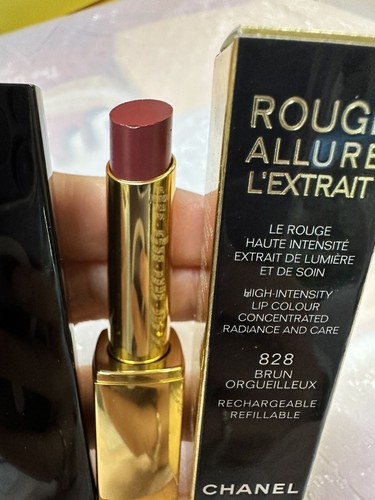 ROUGE
ALLURE
L'EXTRAIT
LE ROUGE
HAUTE INTENSITÉ
EXTRAIT DE LUMIÈRE
ET DE SOIN
HIGH-INTENSITY
LIP COLOUR
CONCENTRATED
RADIANCE AND CARE
828
BRUN
ORGUEILLEUX
RECHARGEABLE
REFILLABLE
CHANEL